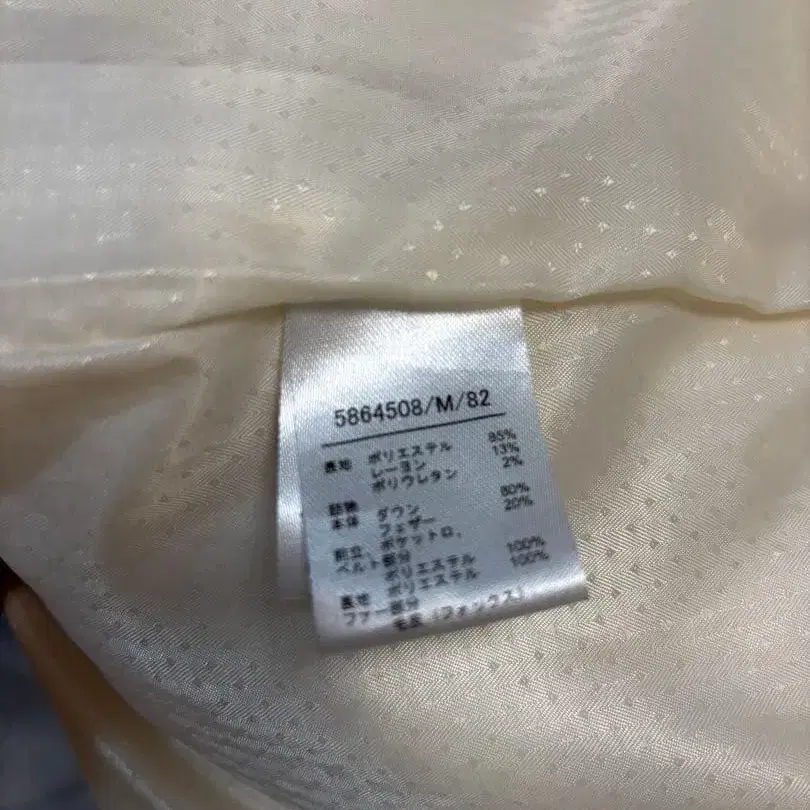 5864508/M/82
表地 ポリエステル 85%
レーヨン 13%
ポリウレタン 2%
詰物
本体 ダウン 80%
フェザー 20%
前立、ポケット口、
ベルト部分
ポリエステル 100%
裏地 ポリエステル 100%
ファー部分
毛皮（フォックス）